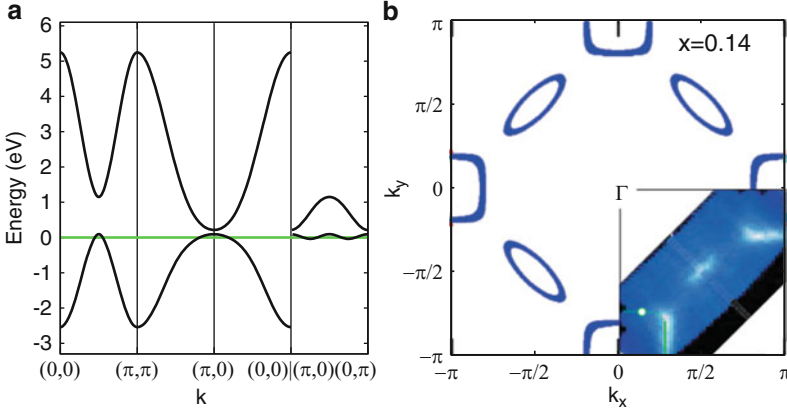 a
6
5
4
3
2
1
0
-1
-2
-3
Energy (eV)
(0,0) (π,π) (π,0) (0,0)|(π,0)(0,π)
k
b
π
π/2
0
−π/2
−π
k_y
x=0.14
Γ
−π −π/2 0 π/2 π
k_x